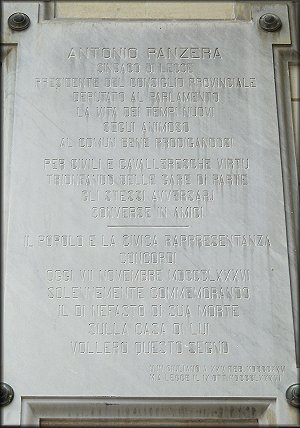 ANTONIO PANZERA
SINDACO DI LECCE
PRESIDENTE DEL CONSIGLIO PROVINCIALE
DEPUTATO AL PARLAMENTO
LA VITA DEI TEMPI NUOVI
SEGUI ANIMOSO
AL COMUN BENE PRODIGANDOSI
PER CIVILI E CAVALLERESCHE VIRTU
TRIONFANDO DELLE GARE DI PARTE
GLI STESSI AVVERSARI
CONVERSE IN AMICI
IL POPOLO E LA CIVICA RAPPRESENTANZA
CONCORDI
OGGI VII NOVEMBRE MDCCCLXXXVI
SOLENNEMENTE COMMEMORANDO
IL DI NEFASTO DI SUA MORTE
SULLA CASA DI LUI
VOLLERO QUESTO SEGNO